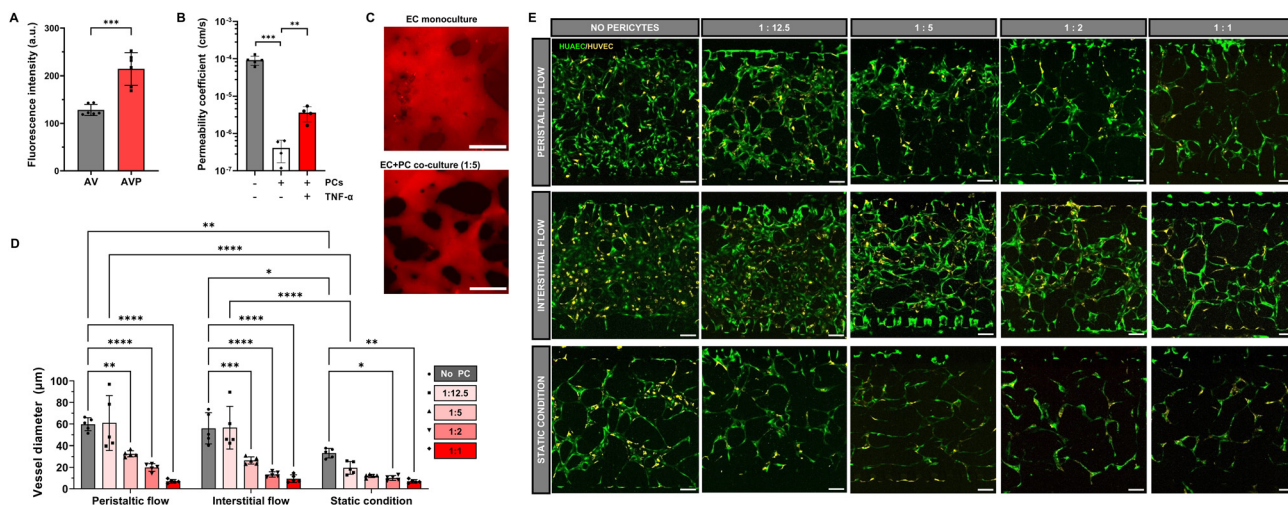 A
Fluorescence intensity (a.u.)
300
200
100
0
***
AV
AVP
B
Permeability coefficient (cm/s)
10⁻³
10⁻⁴
10⁻⁵
10⁻⁶
10⁻⁷
***
**
- + + PCs
- - + TNF-α
C
EC monoculture
EC+PC co-culture (1:5)
D
Vessel diameter (μm)
100
80
60
40
20
0
**
****
*
****
****
****
**
****
****
*
**
***
No PC
1:12.5
1:5
1:2
1:1
Peristaltic flow
Interstitial flow
Static condition
E
NO PERICYTES
1 : 12.5
1 : 5
1 : 2
1 : 1
HUAEC/HUVEC
PERISTALTIC FLOW
INTERSTITIAL FLOW
STATIC CONDITION